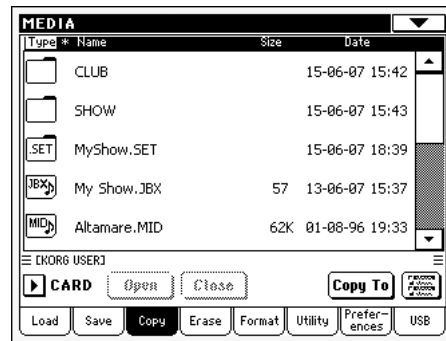 MEDIA
Type * Name Size Date
CLUB 15-06-07 15:42
SHOW 15-06-07 15:43
.SET MyShow.SET 15-06-07 18:39
JBX My Show.JBX 57 13-06-07 15:37
MID Altamare.MID 62K 01-08-96 19:33
[KORG USER]
CARD Open Close Copy To
Load Save Copy Erase Format Utility Prefer-
ences USB